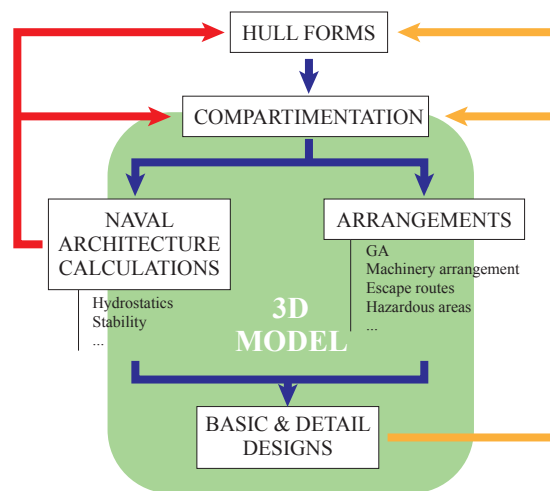 HULL FORMS
COMPARTIMENTATION
NAVAL
ARCHITECTURE
CALCULATIONS
Hydrostatics
Stability
...
ARRANGEMENTS
GA
Machinery arrangement
Escape routes
Hazardous areas
...
3D
MODEL
BASIC & DETAIL
DESIGNS